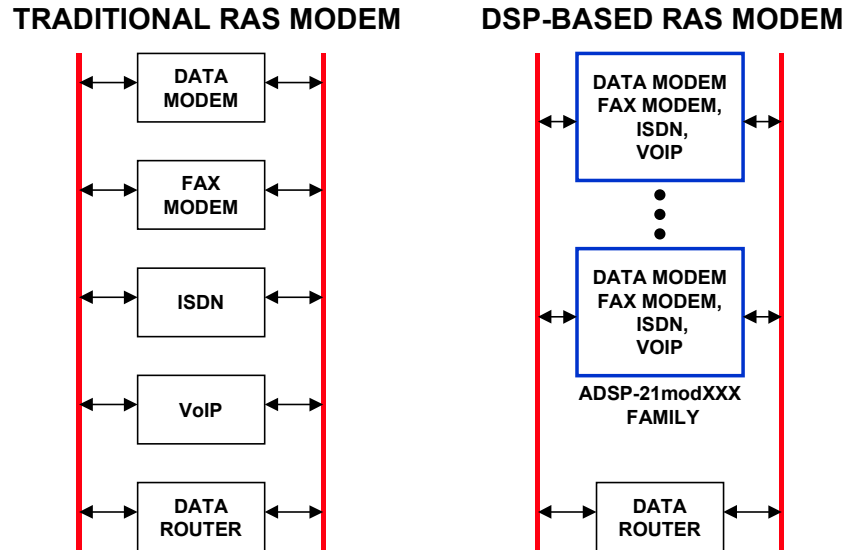 TRADITIONAL RAS MODEM
DATA
MODEM
FAX
MODEM
ISDN
VoIP
DATA
ROUTER
DSP-BASED RAS MODEM
DATA MODEM
FAX MODEM,
ISDN,
VOIP
DATA MODEM
FAX MODEM,
ISDN,
VOIP
ADSP-21modXXX
FAMILY
DATA
ROUTER